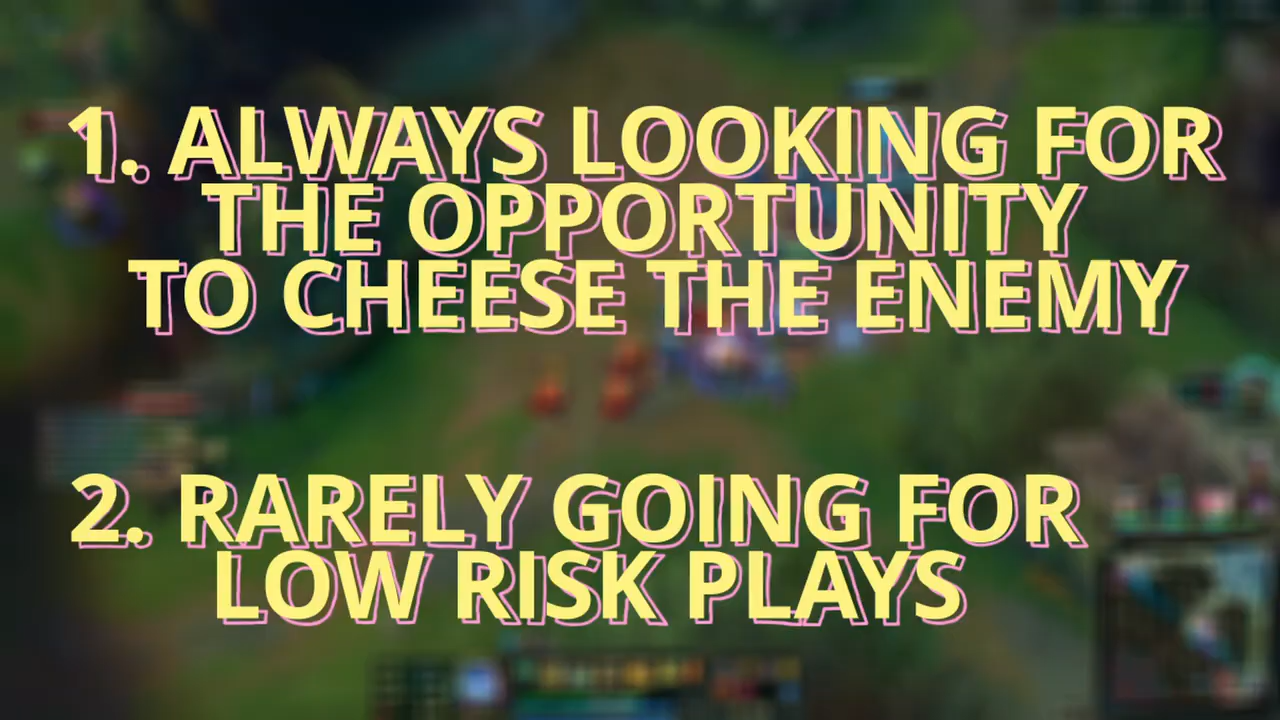 1. ALWAYS LOOKING FOR
THE OPPORTUNITY
TO CHEESE THE ENEMY
2. RARELY GOING FOR
LOW RISK PLAYS